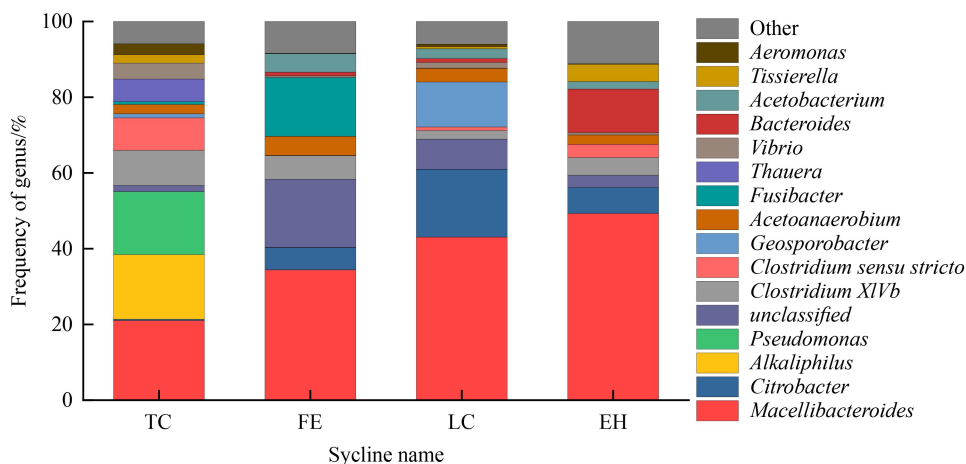 Frequency of genus/%
100
80
60
40
20
0
TC
FE
LC
EH
Sycline name
Other
Aeromonas
Tissierella
Acetobacterium
Bacteroides
Vibrio
Thauera
Fusibacter
Acetoanaerobium
Geosporobacter
Clostridium sensu stricto
Clostridium XlVb
unclassified
Pseudomonas
Alkaliphilus
Citrobacter
Macellibacteroides